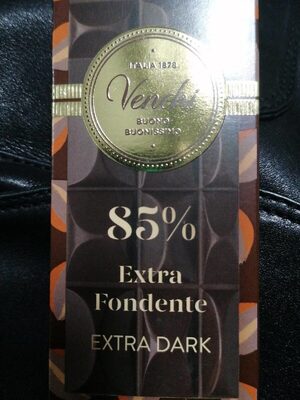 ITALIA 1878
Venchi
BUONO
BUONISSIMO
85%
Extra
Fondente
EXTRA DARK